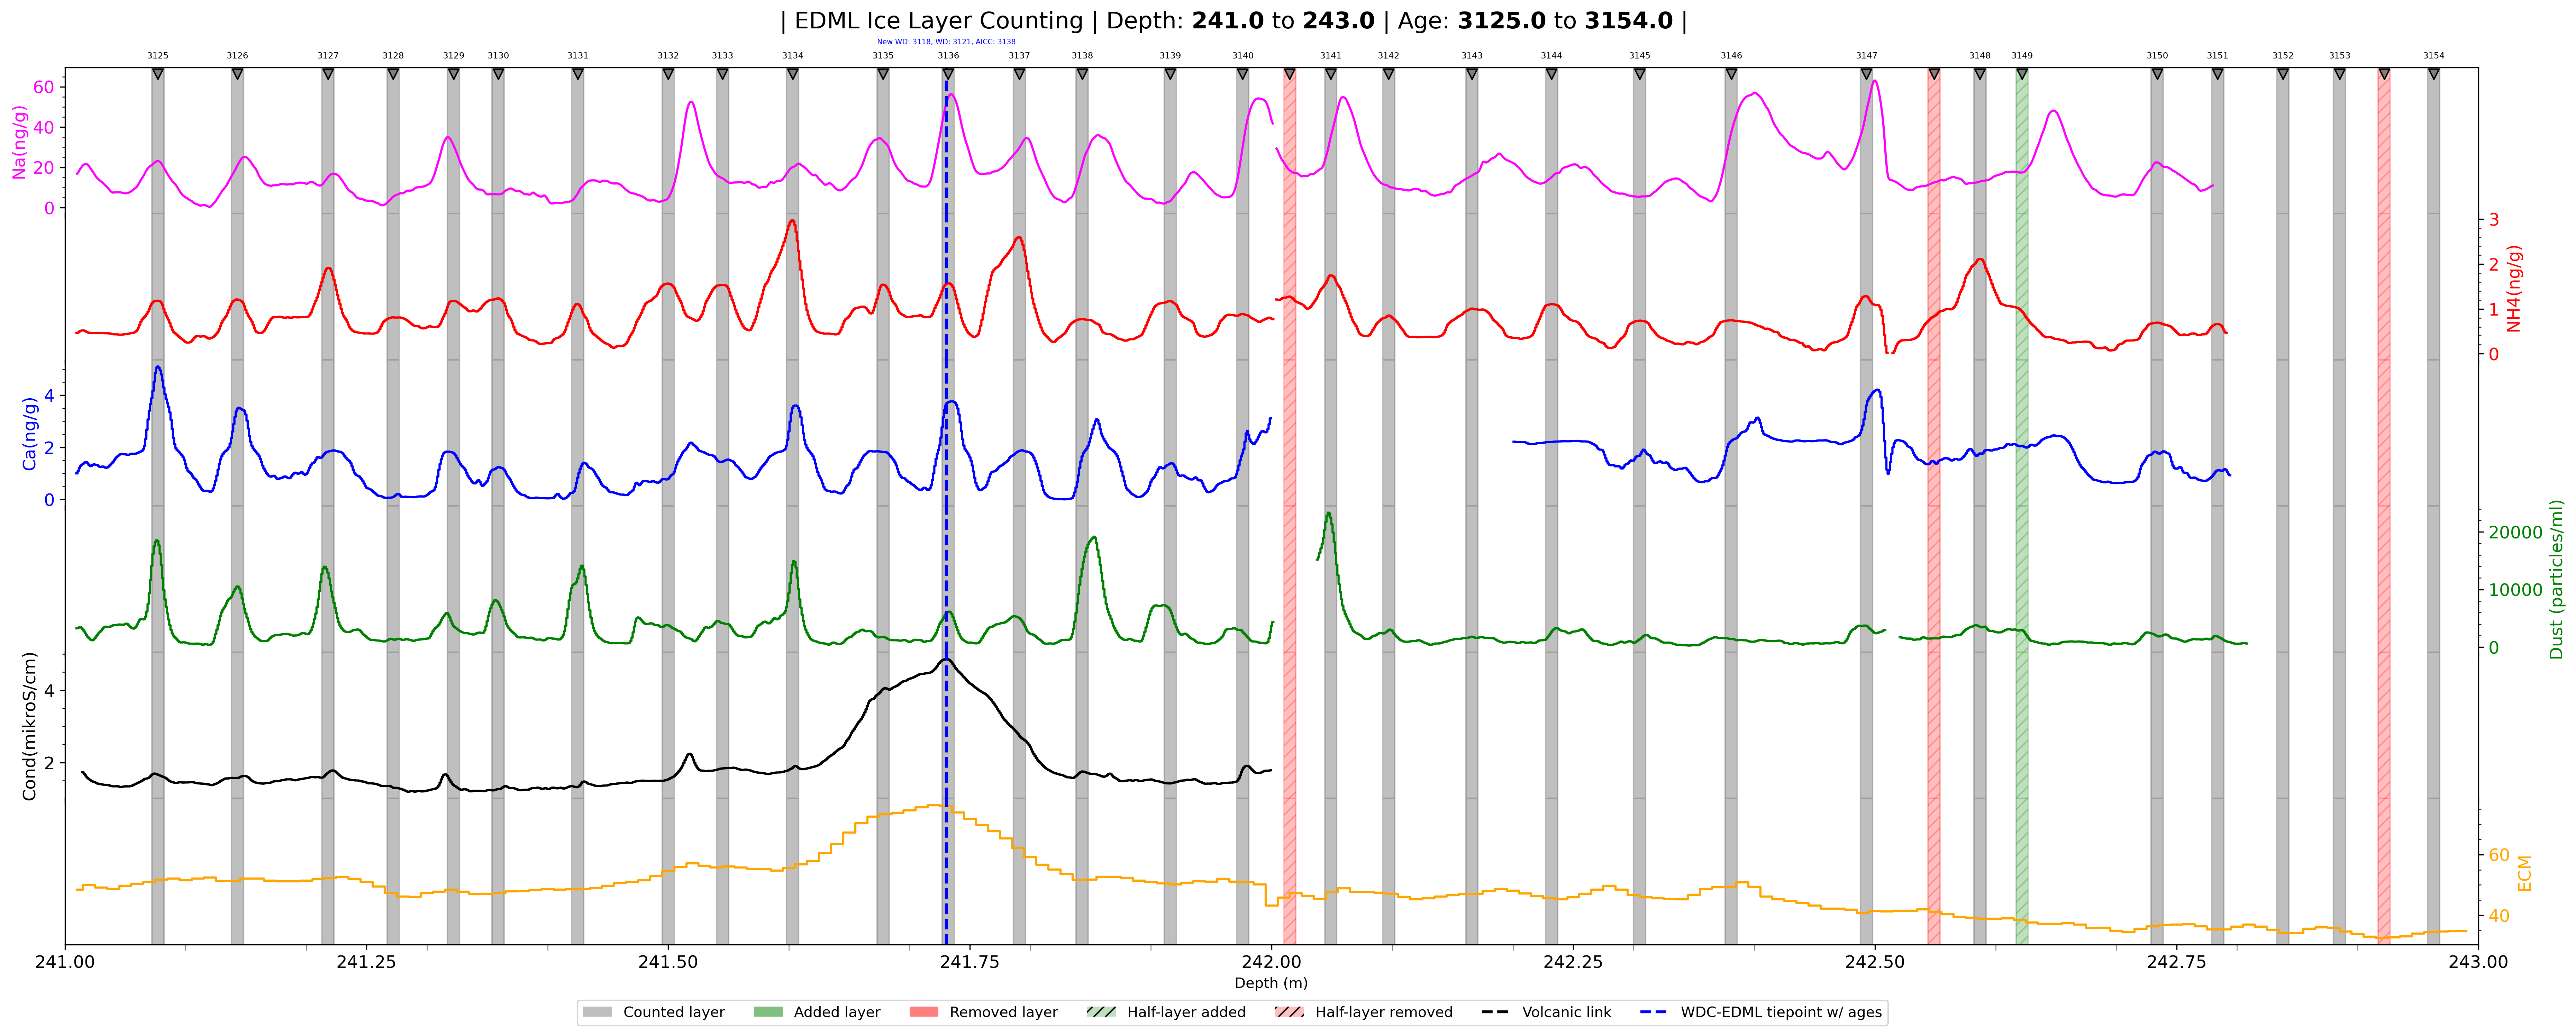 | EDML Ice Layer Counting | Depth: 241.0 to 243.0 | Age: 3125.0 to 3154.0 |
New WD: 3118, WD: 3121, AICC: 3138
3125 3126 3127 3128 3129 3130 3131 3132 3133 3134 3135 3136 3137 3138 3139 3140 3141 3142 3143 3144 3145 3146 3147 3148 3149 3150 3151 3152 3153 3154
Na(ng/g)
60
40
20
0
3
2
1
0
NH4(ng/g)
Ca(ng/g)
4
2
0
20000
10000
0
Dust (particles/ml)
Cond(mikroS/cm)
4
2
60
40
ECM
241.00 241.25 241.50 241.75 242.00 242.25 242.50 242.75 243.00
Depth (m)
Counted layer Added layer Removed layer Half-layer added Half-layer removed Volcanic link WDC-EDML tiepoint w/ ages